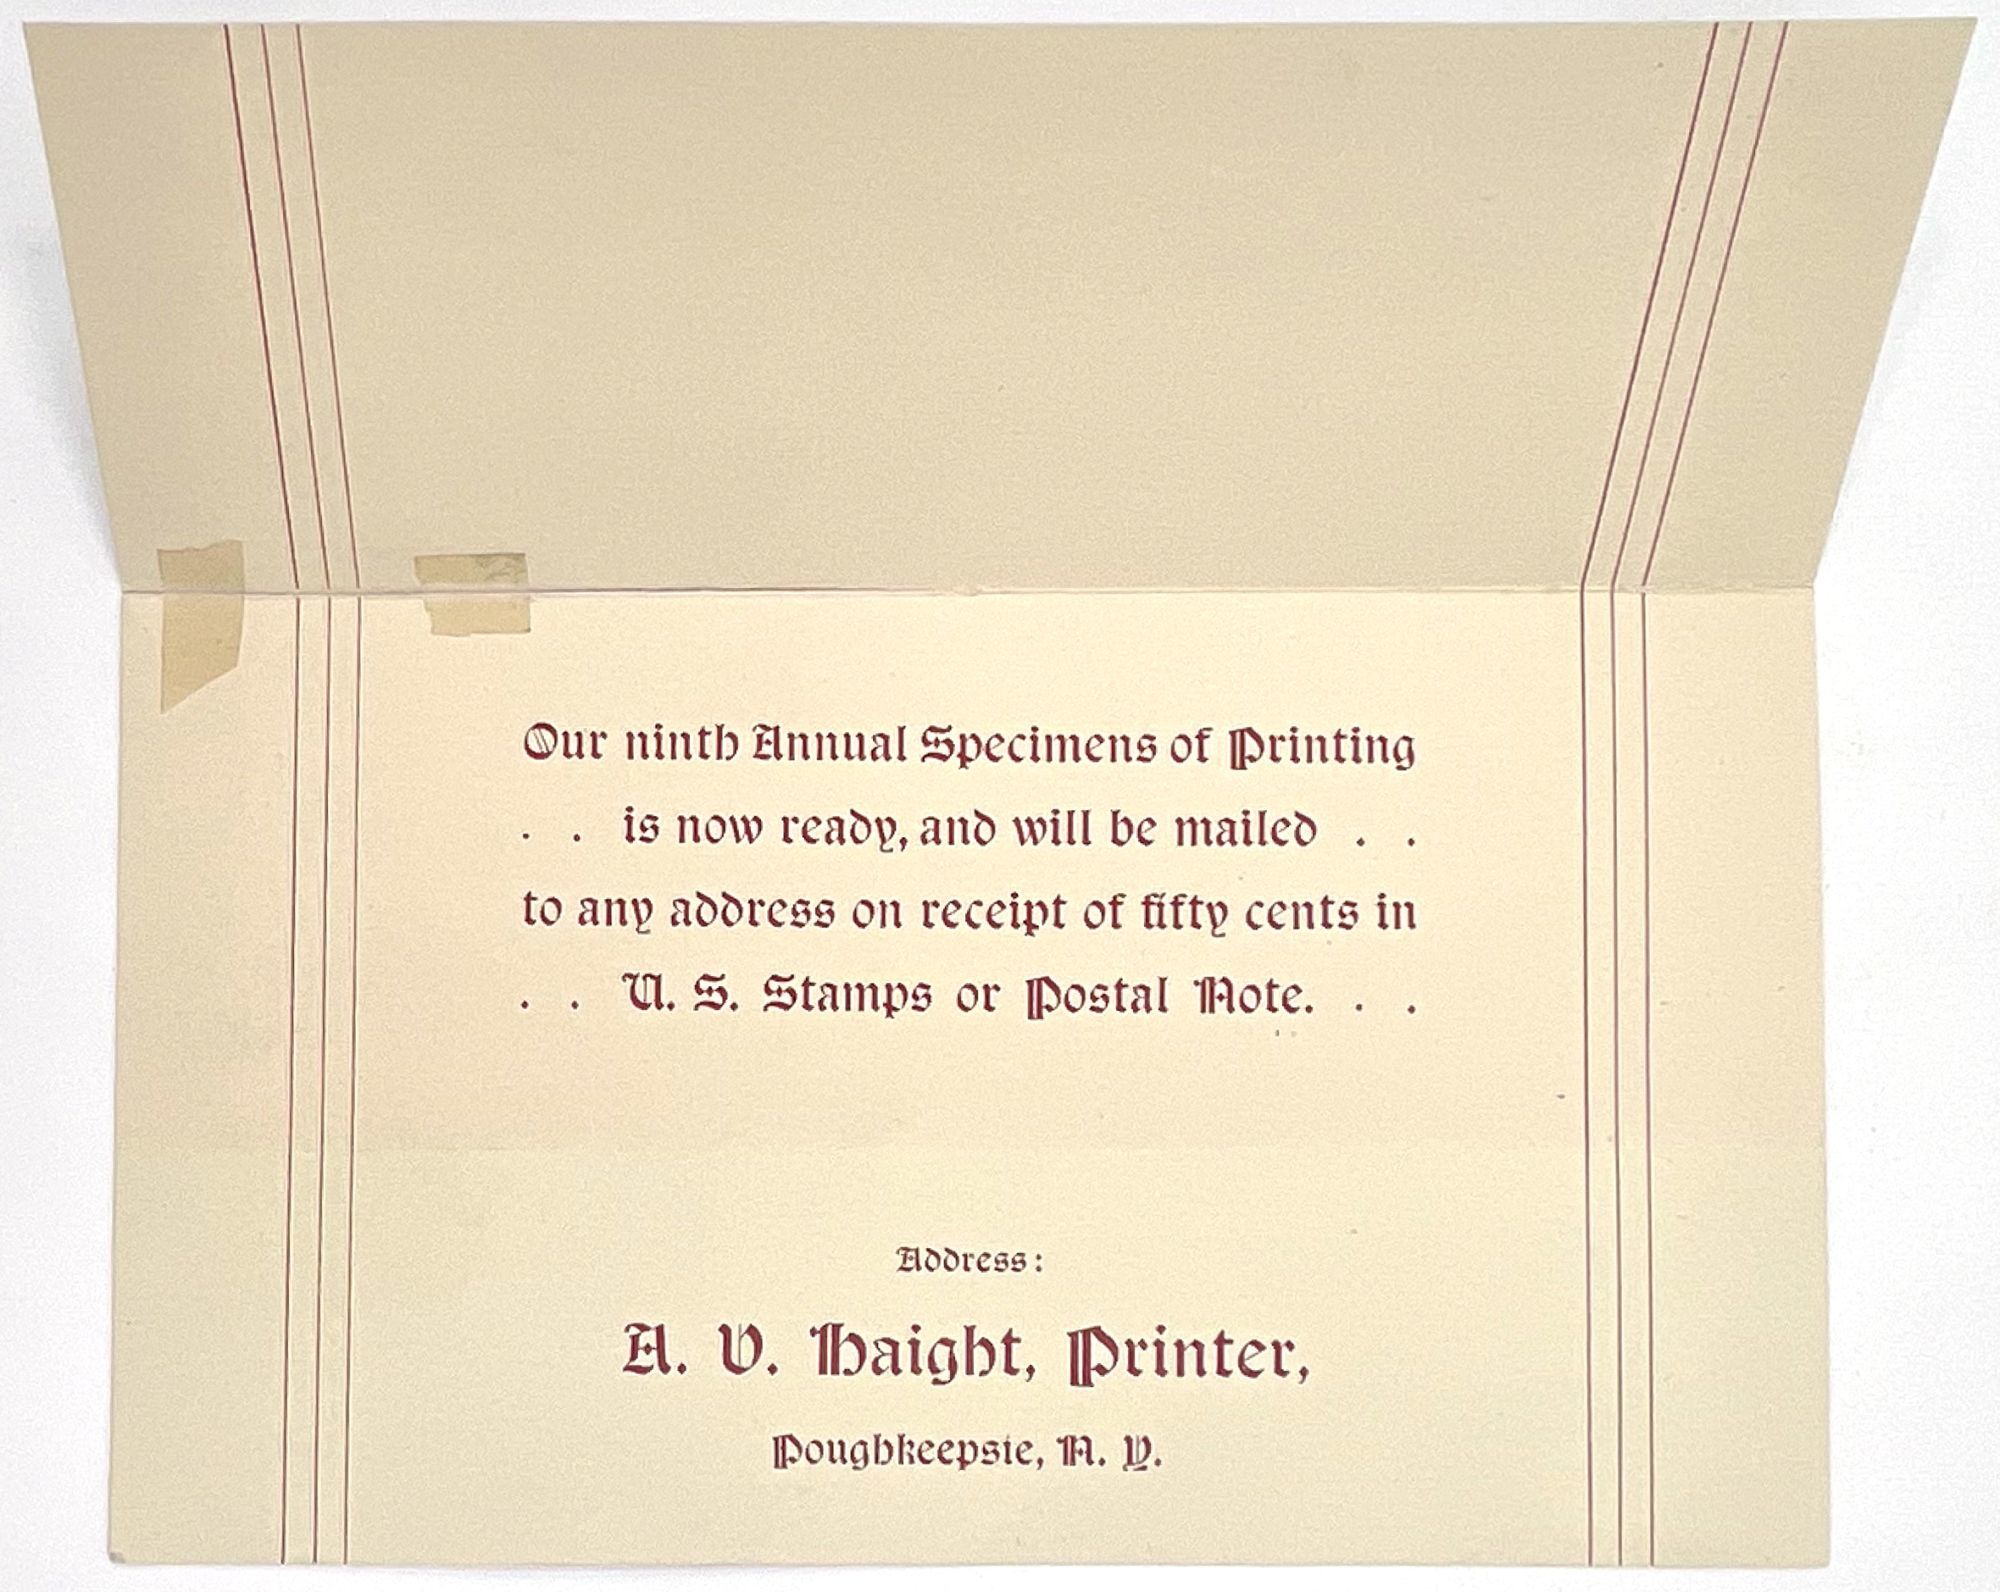 Our ninth Annual Specimens of Printing
. . is now ready, and will be mailed . .
to any address on receipt of fifty cents in
. . U. S. Stamps or Postal Note. . .
Address:
A. V. Haight, Printer,
Poughkeepsie, N. Y.